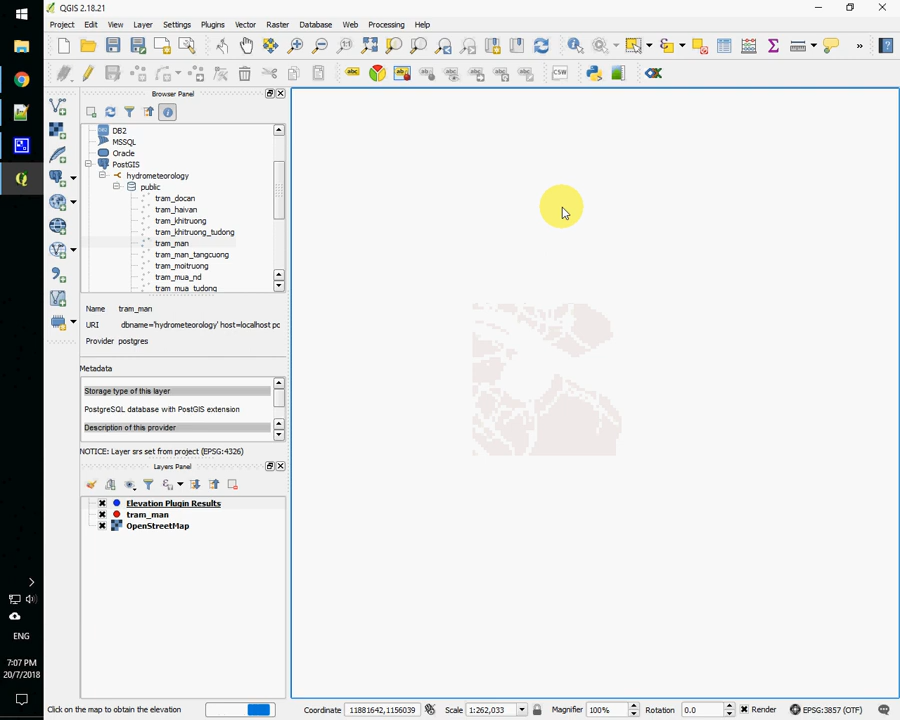 QGIS 2.18.21
Project Edit View Layer Settings Plugins Vector Raster Database Web Processing Help
CSW
Browser Panel
DB2
MSSQL
Oracle
PostGIS
hydrometeorology
public
tram_docan
tram_haivan
tram_khituong
tram_khituong_tudong
tram_man
tram_man_tangcuong
tram_moitruong
tram_mua_nd
tram_mua_tudong
Name tram_man
URI dbname='hydrometeorology' host=localhost pc
Provider postgres
Metadata
Storage type of this layer
PostgreSQL database with PostGIS extension
Description of this provider
NOTICE: Layer srs set from project (EPSG:4326)
Layers Panel
Elevation Plugin Results
tram_man
OpenStreetMap
ENG
7:07 PM
20/7/2018
Click on the map to obtain the elevation
Coordinate 11881642,1156039 Scale 1:262,033 Magnifier 100% Rotation 0.0 Render EPSG:3857 (OTF)